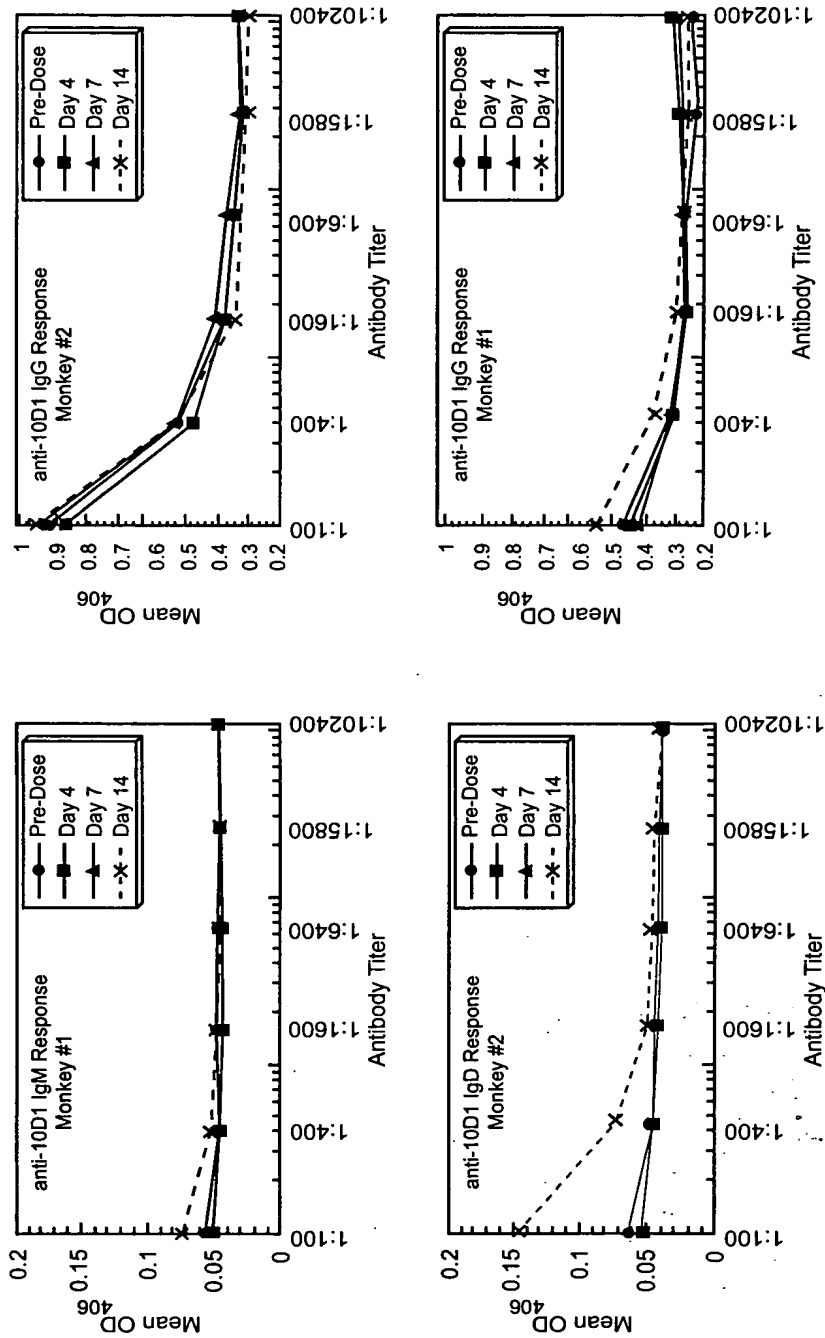 anti-10D1 IgM Response
Monkey #1
Pre-Dose
Day 4
Day 7
Day 14
Mean OD 406
0.2
0.15
0.1
0.05
0
1:100
1:400
1:1600
1:6400
1:15800
1:102400
Antibody Titer
anti-10D1 IgG Response
Monkey #2
Pre-Dose
Day 4
Day 7
Day 14
Mean OD 406
1
0.9
0.8
0.7
0.6
0.5
0.4
0.3
0.2
1:100
1:400
1:1600
1:6400
1:15800
1:102400
Antibody Titer
anti-10D1 IgD Response
Monkey #2
Pre-Dose
Day 4
Day 7
Day 14
Mean OD 406
0.2
0.15
0.1
0.05
0
1:100
1:400
1:1600
1:6400
1:15800
1:102400
Antibody Titer
anti-10D1 IgG Response
Monkey #1
Pre-Dose
Day 4
Day 7
Day 14
Mean OD 406
1
0.9
0.8
0.7
0.6
0.5
0.4
0.3
0.2
1:100
1:400
1:1600
1:6400
1:15800
1:102400
Antibody Titer